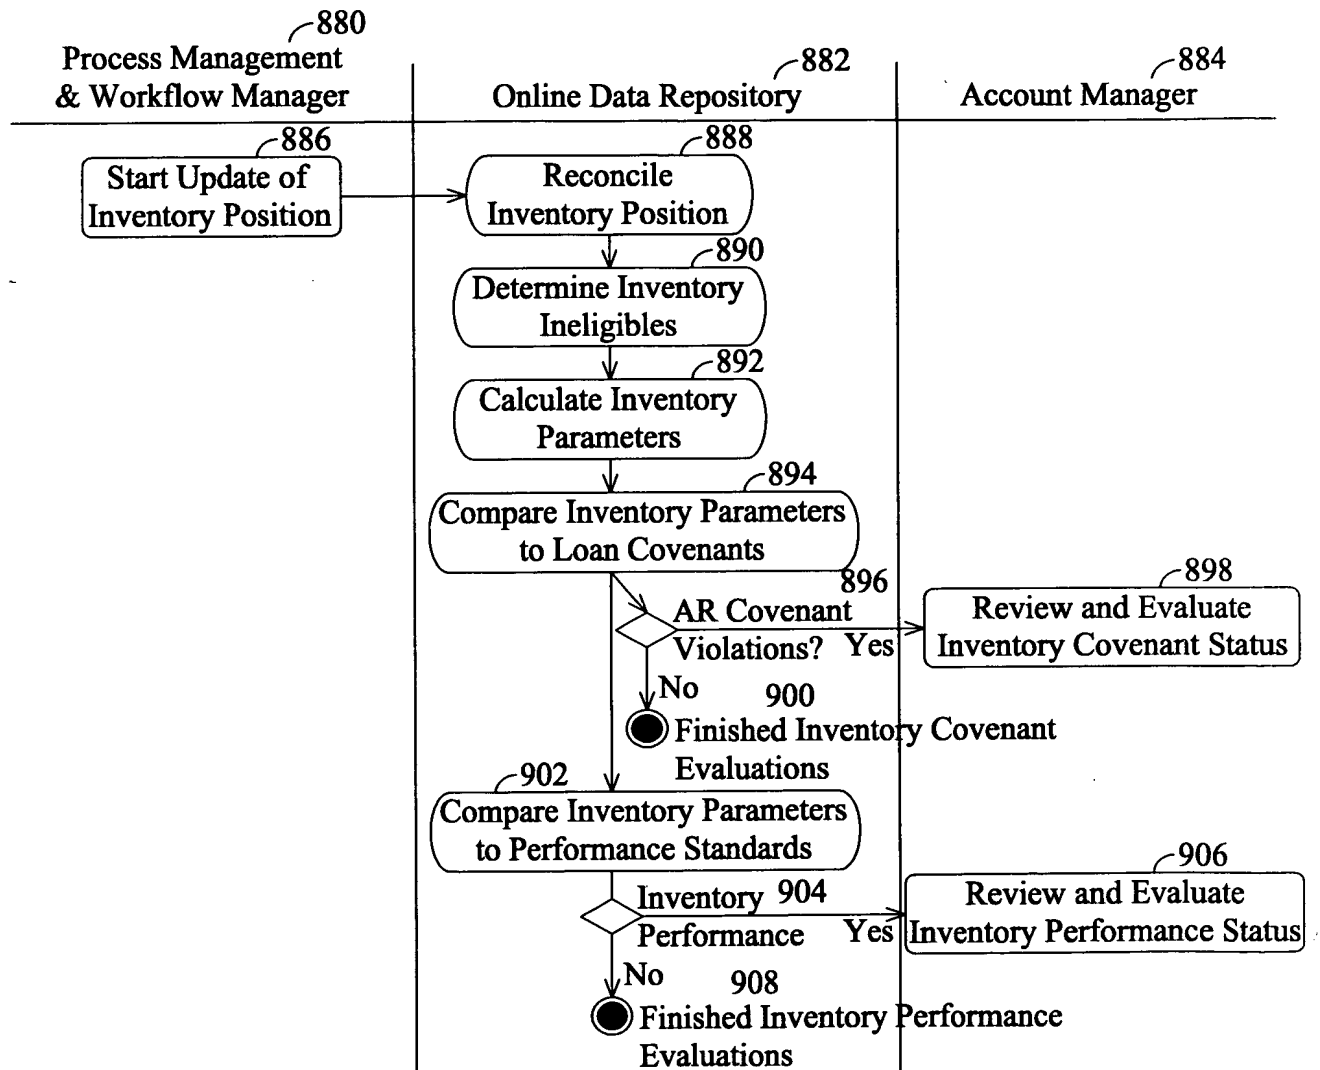 880
Process Management
& Workflow Manager
882
Online Data Repository
884
Account Manager
886
Start Update of
Inventory Position
888
Reconcile
Inventory Position
890
Determine Inventory
Ineligibles
892
Calculate Inventory
Parameters
894
Compare Inventory Parameters
to Loan Covenants
896
AR Covenant
Violations?
Yes
898
Review and Evaluate
Inventory Covenant Status
No
900
Finished Inventory Covenant
Evaluations
902
Compare Inventory Parameters
to Performance Standards
Inventory 904
Performance
Yes
906
Review and Evaluate
Inventory Performance Status
No
908
Finished Inventory Performance
Evaluations